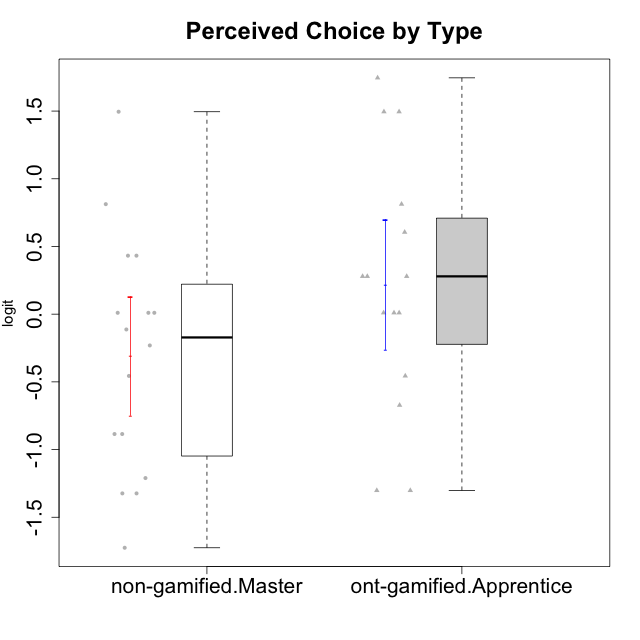 Perceived Choice by Type
logit
1.5
1.0
0.5
0.0
-0.5
-1.0
-1.5
non-gamified.Master
ont-gamified.Apprentice